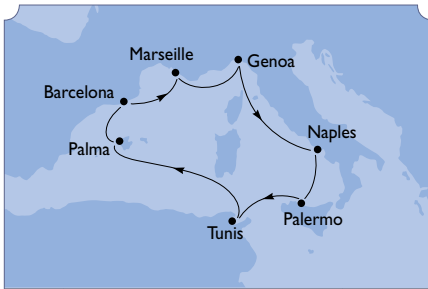 Marseille
Genoa
Barcelona
Naples
Palma
Palermo
Tunis